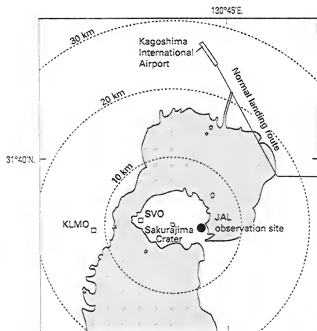 130°45'E.
30 km
Kagoshima
International
Airport
Normal landing route
20 km
31°40'N.
10 km
SVO
KLMO
Sakurajima
Crater
JAL
observation site